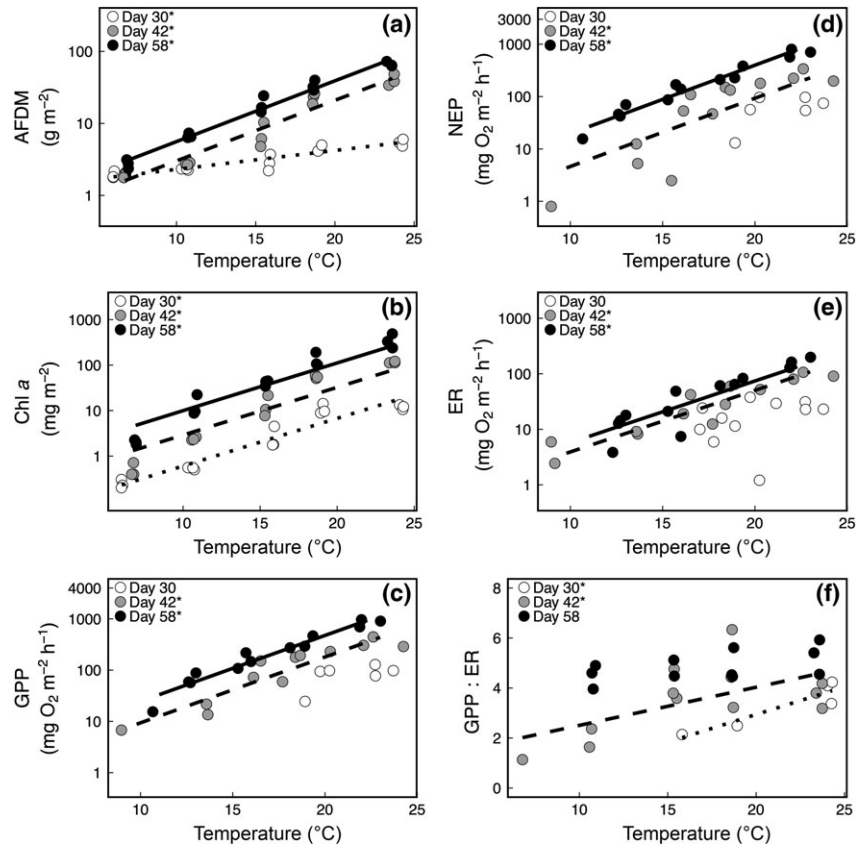 (a)
Day 30*
Day 42*
Day 58*
100
10
1
AFDM
(g m⁻²)
10
15
20
25
Temperature (°C)
(d)
Day 30
Day 42*
Day 58*
3000
1000
100
10
1
NEP
(mg O₂ m⁻² h⁻¹)
10
15
20
25
Temperature (°C)
(b)
Day 30*
Day 42*
Day 58*
1000
100
10
1
Chl a
(mg m⁻²)
10
15
20
25
Temperature (°C)
(e)
Day 30
Day 42*
Day 58*
1000
100
10
1
ER
(mg O₂ m⁻² h⁻¹)
10
15
20
25
Temperature (°C)
(c)
Day 30
Day 42*
Day 58*
4000
1000
100
10
1
GPP
(mg O₂ m⁻² h⁻¹)
10
15
20
25
Temperature (°C)
(f)
Day 30*
Day 42*
Day 58
8
6
4
2
0
GPP : ER
10
15
20
25
Temperature (°C)